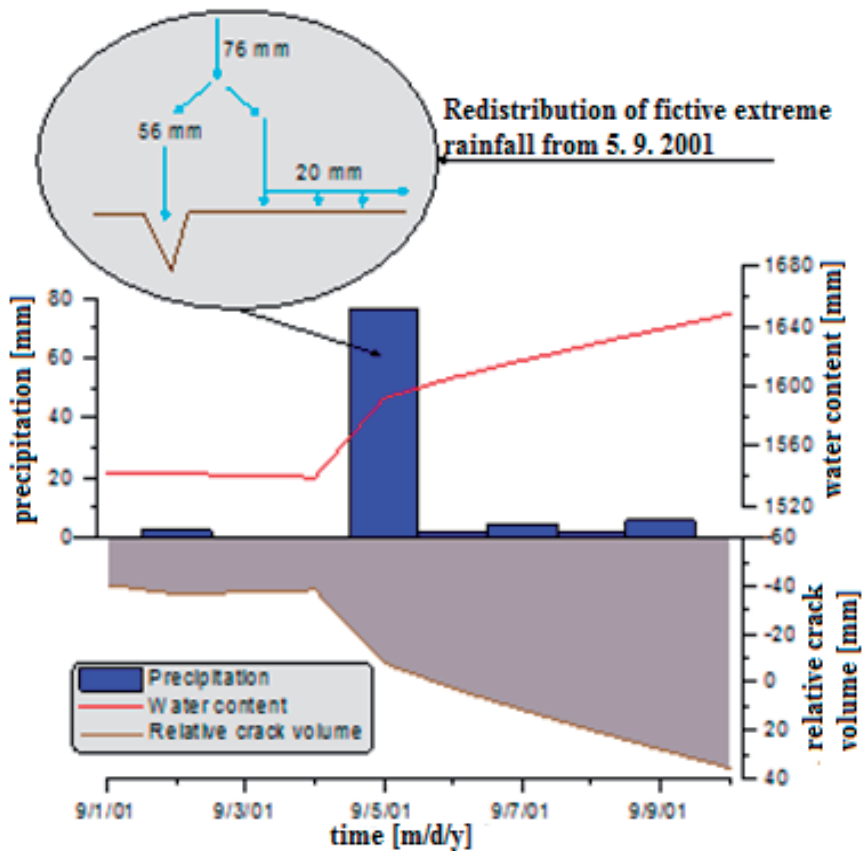 76 mm
56 mm
20 mm
Redistribution of fictive extreme
rainfall from 5. 9. 2001
precipitation [mm]
80
60
40
20
0
water content [mm]
1680
1640
1600
1560
1520
relative crack
volume [mm]
-60
-40
-20
0
20
40
Precipitation
Water content
Relative crack volume
9/1/01
9/3/01
9/5/01
9/7/01
9/9/01
time [m/d/y]